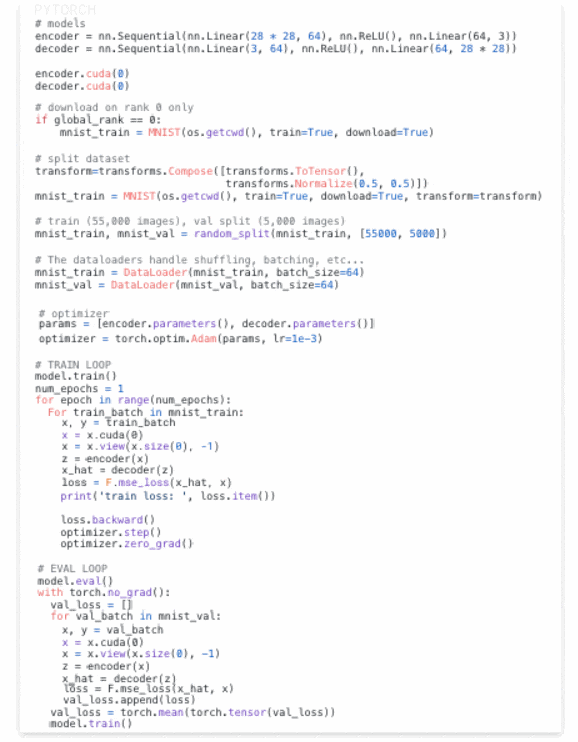 PYTORCH
# models
encoder = nn.Sequential(nn.Linear(28 * 28, 64), nn.ReLU(), nn.Linear(64, 3))
decoder = nn.Sequential(nn.Linear(3, 64), nn.ReLU(), nn.Linear(64, 28 * 28))
encoder.cuda(0)
decoder.cuda(0)
# download on rank 0 only
if global_rank == 0:
    mnist_train = MNIST(os.getcwd(), train=True, download=True)
# split dataset
transform=transforms.Compose([transforms.ToTensor(),
                              transforms.Normalize(0.5, 0.5)])
mnist_train = MNIST(os.getcwd(), train=True, download=True, transform=transform)
# train (55,000 images), val split (5,000 images)
mnist_train, mnist_val = random_split(mnist_train, [55000, 5000])
# The dataloaders handle shuffling, batching, etc...
mnist_train = DataLoader(mnist_train, batch_size=64)
mnist_val = DataLoader(mnist_val, batch_size=64)
# optimizer
params = [encoder.parameters(), decoder.parameters()]
optimizer = torch.optim.Adam(params, lr=1e-3)
# TRAIN LOOP
model.train()
num_epochs = 1
for epoch in range(num_epochs):
  For train_batch in mnist_train:
    x, y = train_batch
    x = x.cuda(0)
    x = x.view(x.size(0), -1)
    z = encoder(x)
    x_hat = decoder(z)
    loss = F.mse_loss(x_hat, x)
    print('train loss: ', loss.item())
    loss.backward()
    optimizer.step()
    optimizer.zero_grad()
# EVAL LOOP
model.eval()
with torch.no_grad():
  val_loss = []
  for val_batch in mnist_val:
    x, y = val_batch
    x = x.cuda(0)
    x = x.view(x.size(0), -1)
    z = encoder(x)
    x_hat = decoder(z)
    loss = F.mse_loss(x_hat, x)
    val_loss.append(loss)
  val_loss = torch.mean(torch.tensor(val_loss))
  model.train()